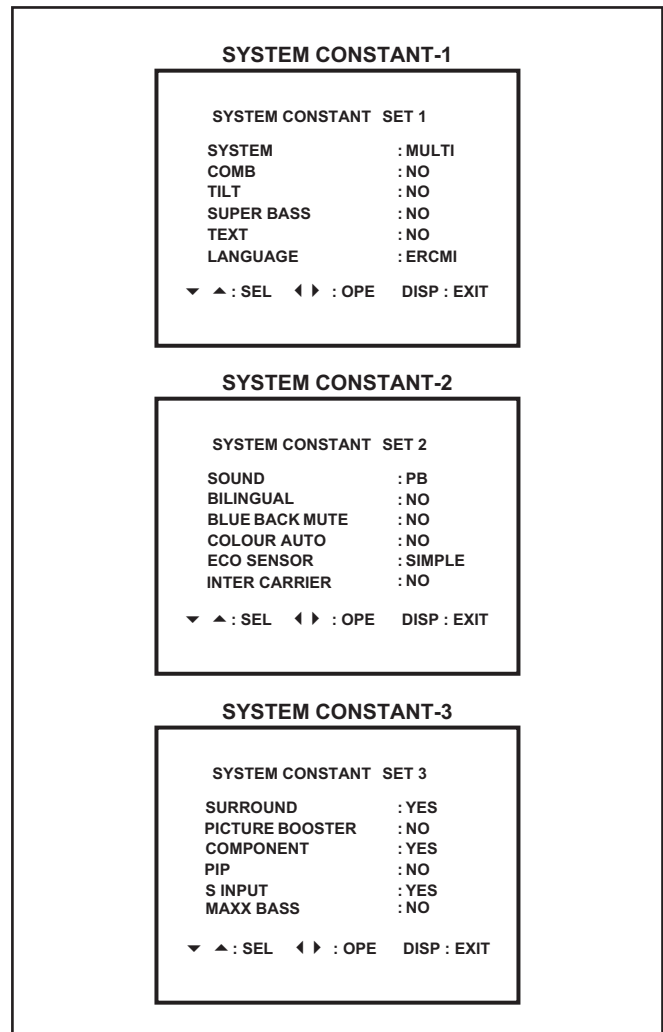 SYSTEM CONSTANT-1
SYSTEM CONSTANT SET 1
SYSTEM : MULTI
COMB : NO
TILT : NO
SUPER BASS : NO
TEXT : NO
LANGUAGE : ERCMI
▼ ▲ : SEL ◀ ▶ : OPE DISP : EXIT
SYSTEM CONSTANT-2
SYSTEM CONSTANT SET 2
SOUND : PB
BILINGUAL : NO
BLUE BACK MUTE : NO
COLOUR AUTO : NO
ECO SENSOR : SIMPLE
INTER CARRIER : NO
▼ ▲ : SEL ◀ ▶ : OPE DISP : EXIT
SYSTEM CONSTANT-3
SYSTEM CONSTANT SET 3
SURROUND : YES
PICTURE BOOSTER : NO
COMPONENT : YES
PIP : NO
S INPUT : YES
MAXX BASS : NO
▼ ▲ : SEL ◀ ▶ : OPE DISP : EXIT